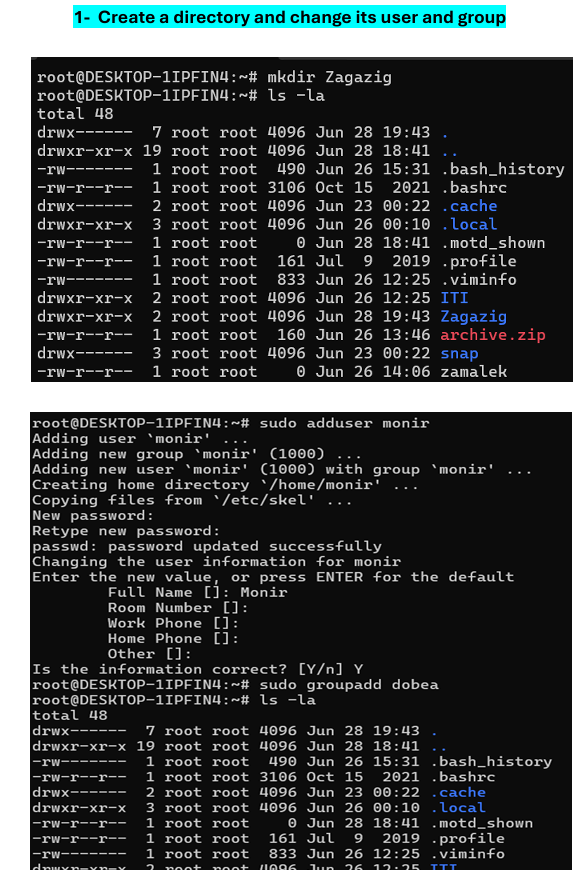 1- Create a directory and change its user and group
root@DESKTOP-1IPFIN4:~# mkdir Zagazig
root@DESKTOP-1IPFIN4:~# ls -la
total 48
drwx------  7 root root 4096 Jun 28 19:43 .
drwxr-xr-x 19 root root 4096 Jun 28 18:41 ..
-rw-------  1 root root  490 Jun 26 15:31 .bash_history
-rw-r--r--  1 root root 3106 Oct 15  2021 .bashrc
drwx------  2 root root 4096 Jun 23 00:22 .cache
drwxr-xr-x  3 root root 4096 Jun 26 00:10 .local
-rw-r--r--  1 root root    0 Jun 28 18:41 .motd_shown
-rw-r--r--  1 root root  161 Jul  9  2019 .profile
-rw-------  1 root root  833 Jun 26 12:25 .viminfo
drwxr-xr-x  2 root root 4096 Jun 26 12:25 ITI
drwxr-xr-x  2 root root 4096 Jun 28 19:43 Zagazig
-rw-r--r--  1 root root  160 Jun 26 13:46 archive.zip
drwx------  3 root root 4096 Jun 23 00:22 snap
-rw-r--r--  1 root root    0 Jun 26 14:06 zamalek
root@DESKTOP-1IPFIN4:~# sudo adduser monir
Adding user `monir' ...
Adding new group `monir' (1000) ...
Adding new user `monir' (1000) with group `monir' ...
Creating home directory `/home/monir' ...
Copying files from `/etc/skel' ...
New password:
Retype new password:
passwd: password updated successfully
Changing the user information for monir
Enter the new value, or press ENTER for the default
        Full Name []: Monir
        Room Number []:
        Work Phone []:
        Home Phone []:
        Other []:
Is the information correct? [Y/n] Y
root@DESKTOP-1IPFIN4:~# sudo groupadd dobea
root@DESKTOP-1IPFIN4:~# ls -la
total 48
drwx------  7 root root 4096 Jun 28 19:43 .
drwxr-xr-x 19 root root 4096 Jun 28 18:41 ..
-rw-------  1 root root  490 Jun 26 15:31 .bash_history
-rw-r--r--  1 root root 3106 Oct 15  2021 .bashrc
drwx------  2 root root 4096 Jun 23 00:22 .cache
drwxr-xr-x  3 root root 4096 Jun 26 00:10 .local
-rw-r--r--  1 root root    0 Jun 28 18:41 .motd_shown
-rw-r--r--  1 root root  161 Jul  9  2019 .profile
-rw-------  1 root root  833 Jun 26 12:25 .viminfo
drwxr-xr-x  2 root root 4096 Jun 26 12:25 ITI